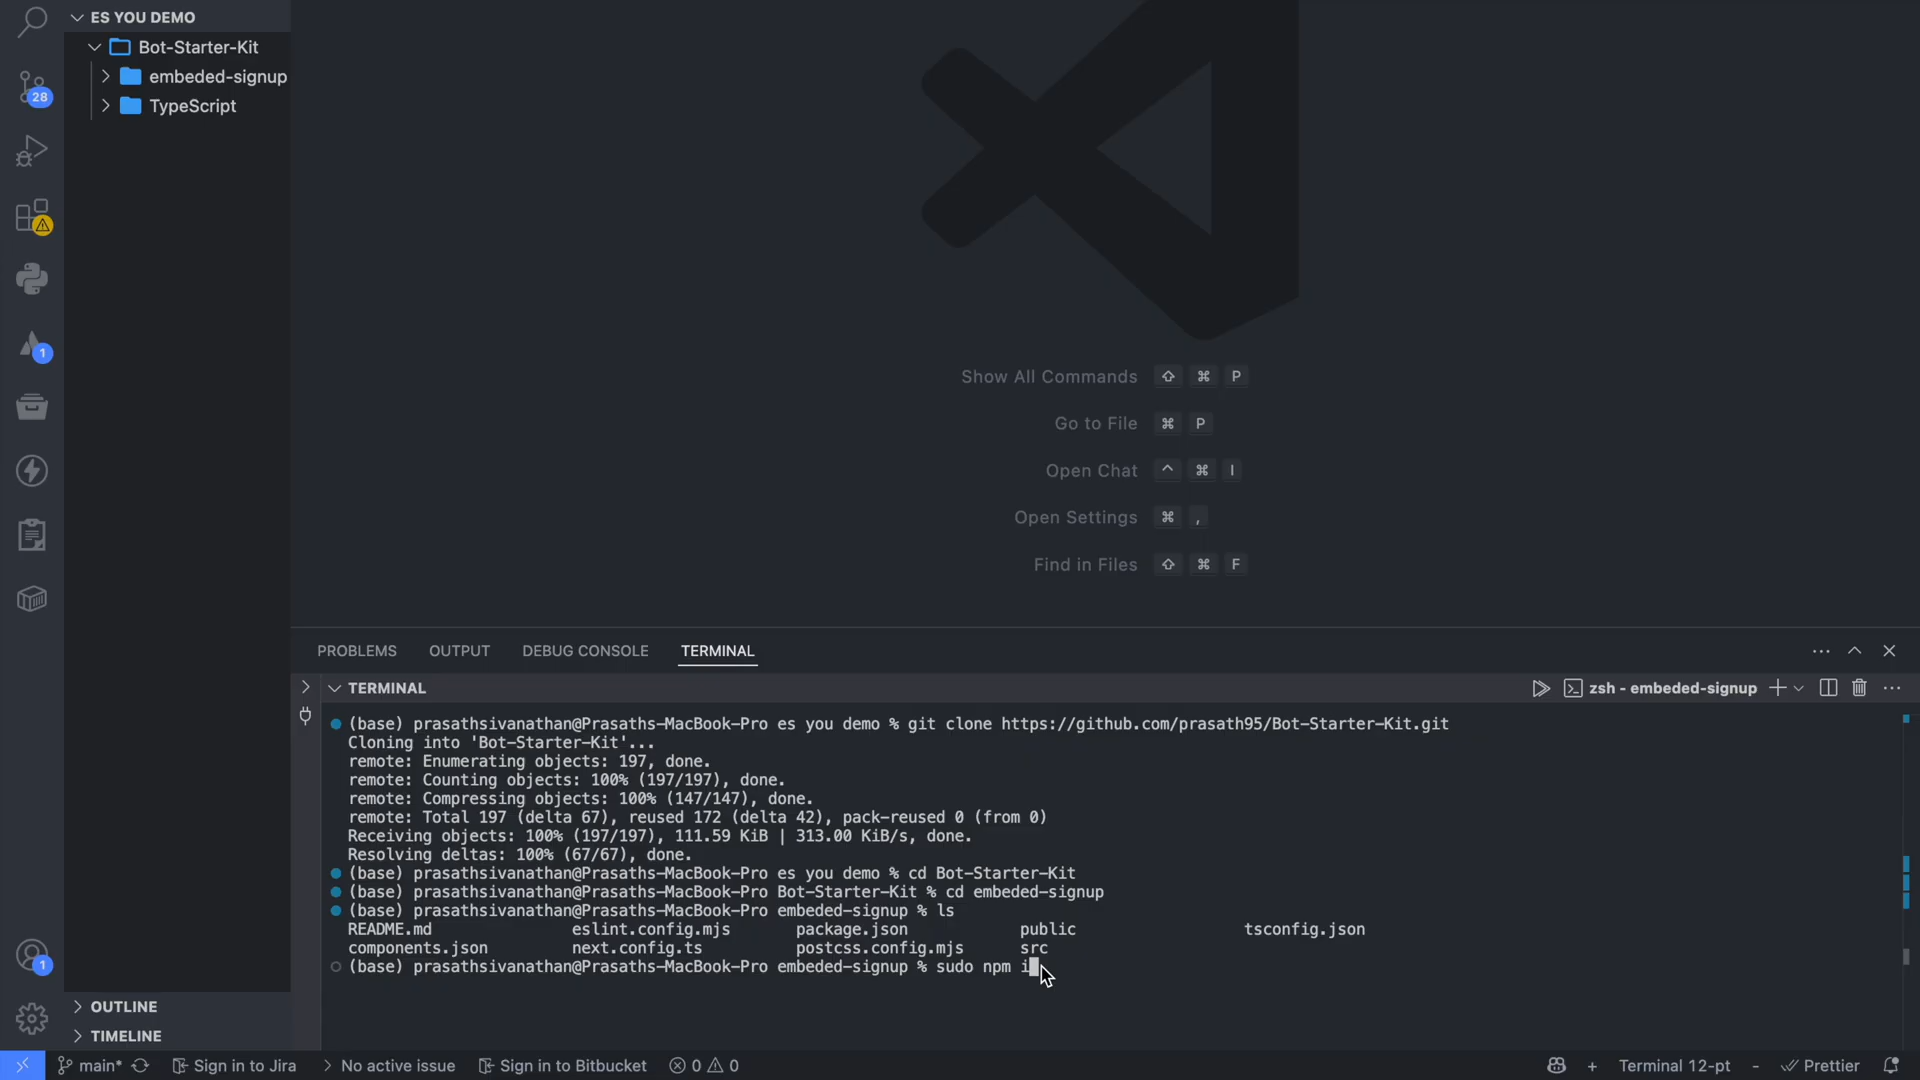 ES YOU DEMO
Bot-Starter-Kit
embeded-signup
TypeScript
28
1
1
Show All Commands ⇧ ⌘ P
Go to File ⌘ P
Open Chat ^ ⌘ I
Open Settings ⌘ ,
Find in Files ⇧ ⌘ F
PROBLEMS OUTPUT DEBUG CONSOLE TERMINAL
TERMINAL
zsh - embeded-signup
(base) prasathsivanathan@Prasaths-MacBook-Pro es you demo % git clone https://github.com/prasath95/Bot-Starter-Kit.git
Cloning into 'Bot-Starter-Kit'...
remote: Enumerating objects: 197, done.
remote: Counting objects: 100% (197/197), done.
remote: Compressing objects: 100% (147/147), done.
remote: Total 197 (delta 67), reused 172 (delta 42), pack-reused 0 (from 0)
Receiving objects: 100% (197/197), 111.59 KiB | 313.00 KiB/s, done.
Resolving deltas: 100% (67/67), done.
(base) prasathsivanathan@Prasaths-MacBook-Pro es you demo % cd Bot-Starter-Kit
(base) prasathsivanathan@Prasaths-MacBook-Pro Bot-Starter-Kit % cd embeded-signup
(base) prasathsivanathan@Prasaths-MacBook-Pro embeded-signup % ls
README.md eslint.config.mjs package.json public tsconfig.json
components.json next.config.ts postcss.config.mjs src
(base) prasathsivanathan@Prasaths-MacBook-Pro embeded-signup % sudo npm i
OUTLINE
TIMELINE
main* Sign in to Jira No active issue Sign in to Bitbucket 0 0 + Terminal 12-pt - Prettier